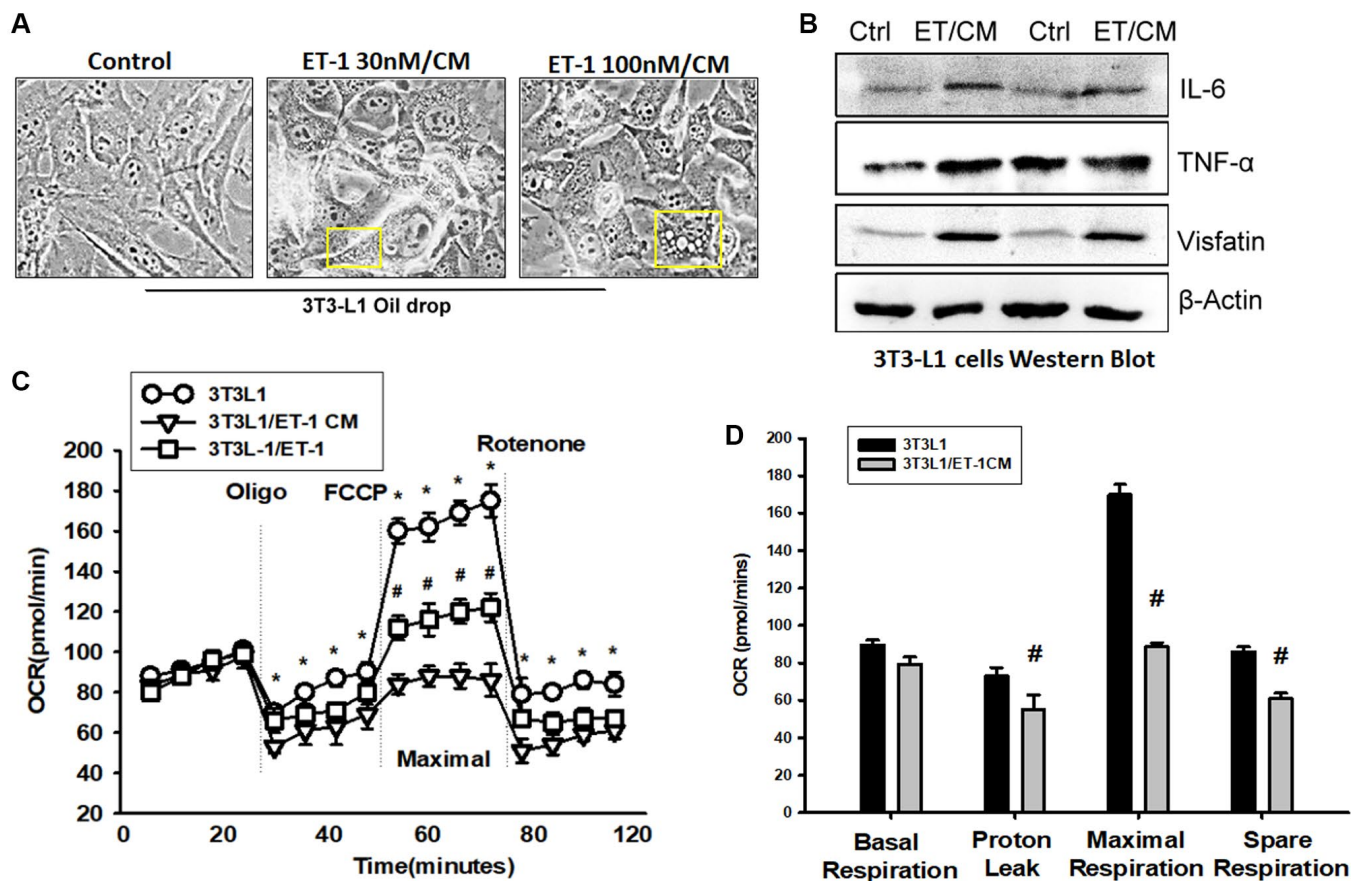 A
Control
ET-1 30nM/CM
ET-1 100nM/CM
3T3-L1 Oil drop
B
Ctrl ET/CM Ctrl ET/CM
IL-6
TNF-α
Visfatin
β-Actin
3T3-L1 cells Western Blot
C
3T3L1
3T3L1/ET-1 CM
3T3L-1/ET-1
Oligo
FCCP
Rotenone
Maximal
* * * *
* * * *
# # # #
* * * *
OCR(pmol/min)
200
180
160
140
120
100
80
60
40
20
0 20 40 60 80 120
Time(minutes)
D
3T3L1
3T3L1/ET-1CM
OCR (pmol/mins)
200
180
160
140
120
100
80
60
40
20
0
# # #
Basal Respiration
Proton Leak
Maximal Respiration
Spare Respiration